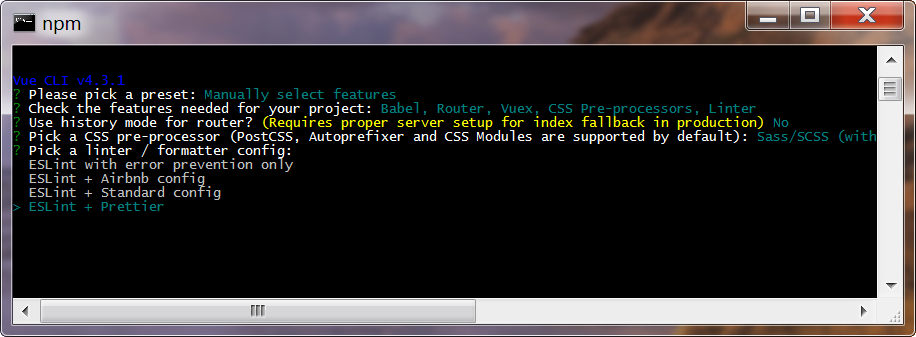 npm
Vue CLI v4.3.1
? Please pick a preset: Manually select features
? Check the features needed for your project: Babel, Router, Vuex, CSS Pre-processors, Linter
? Use history mode for router? (Requires proper server setup for index fallback in production) No
? Pick a CSS pre-processor (PostCSS, Autoprefixer and CSS Modules are supported by default): Sass/SCSS (with
? Pick a linter / formatter config:
ESLint with error prevention only
ESLint + Airbnb config
ESLint + Standard config
> ESLint + Prettier